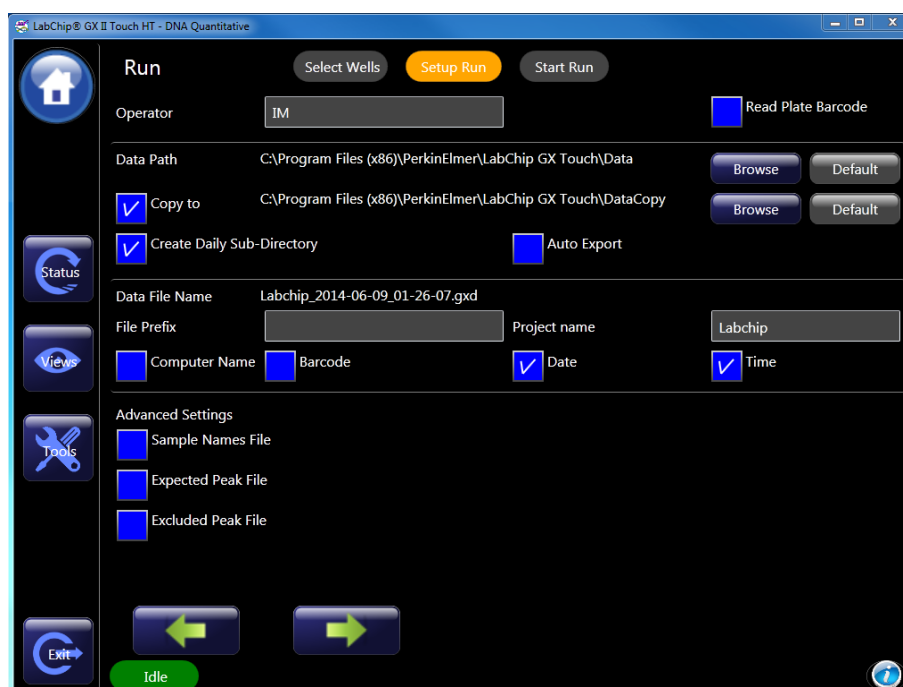 LabChip® GX II Touch HT - DNA Quantitative
Run
Select Wells
Setup Run
Start Run
Operator
IM
Read Plate Barcode
Data Path
C:\Program Files (x86)\PerkinElmer\LabChip GX Touch\Data
Browse
Default
Copy to
C:\Program Files (x86)\PerkinElmer\LabChip GX Touch\DataCopy
Browse
Default
Create Daily Sub-Directory
Auto Export
Status
Data File Name
Labchip_2014-06-09_01-26-07.gxd
File Prefix
Project name
Labchip
Views
Computer Name
Barcode
Date
Time
Advanced Settings
Sample Names File
Tools
Expected Peak File
Excluded Peak File
Exit
Idle